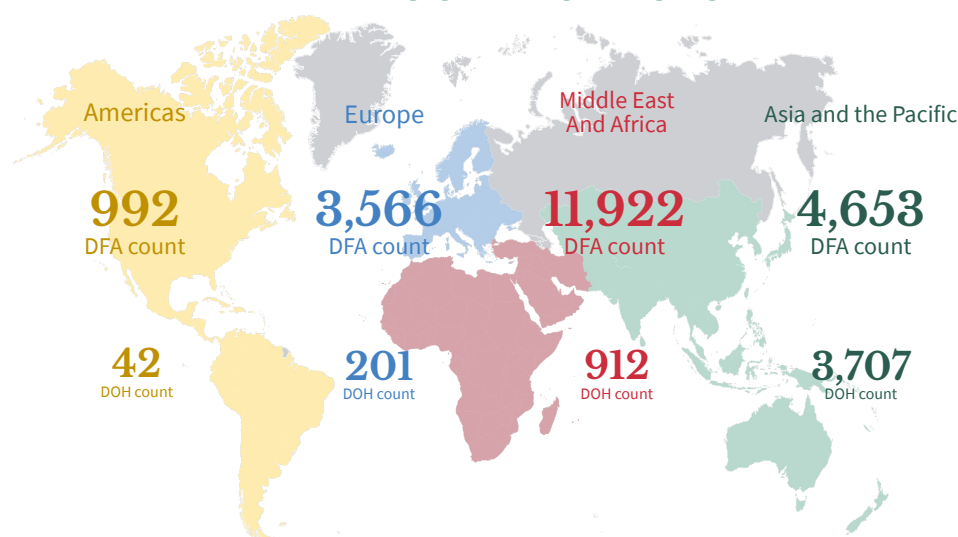 Americas
992
DFA count
42
DOH count
Europe
3,566
DFA count
201
DOH count
Middle East
And Africa
11,922
DFA count
912
DOH count
Asia and the Pacific
4,653
DFA count
3,707
DOH count